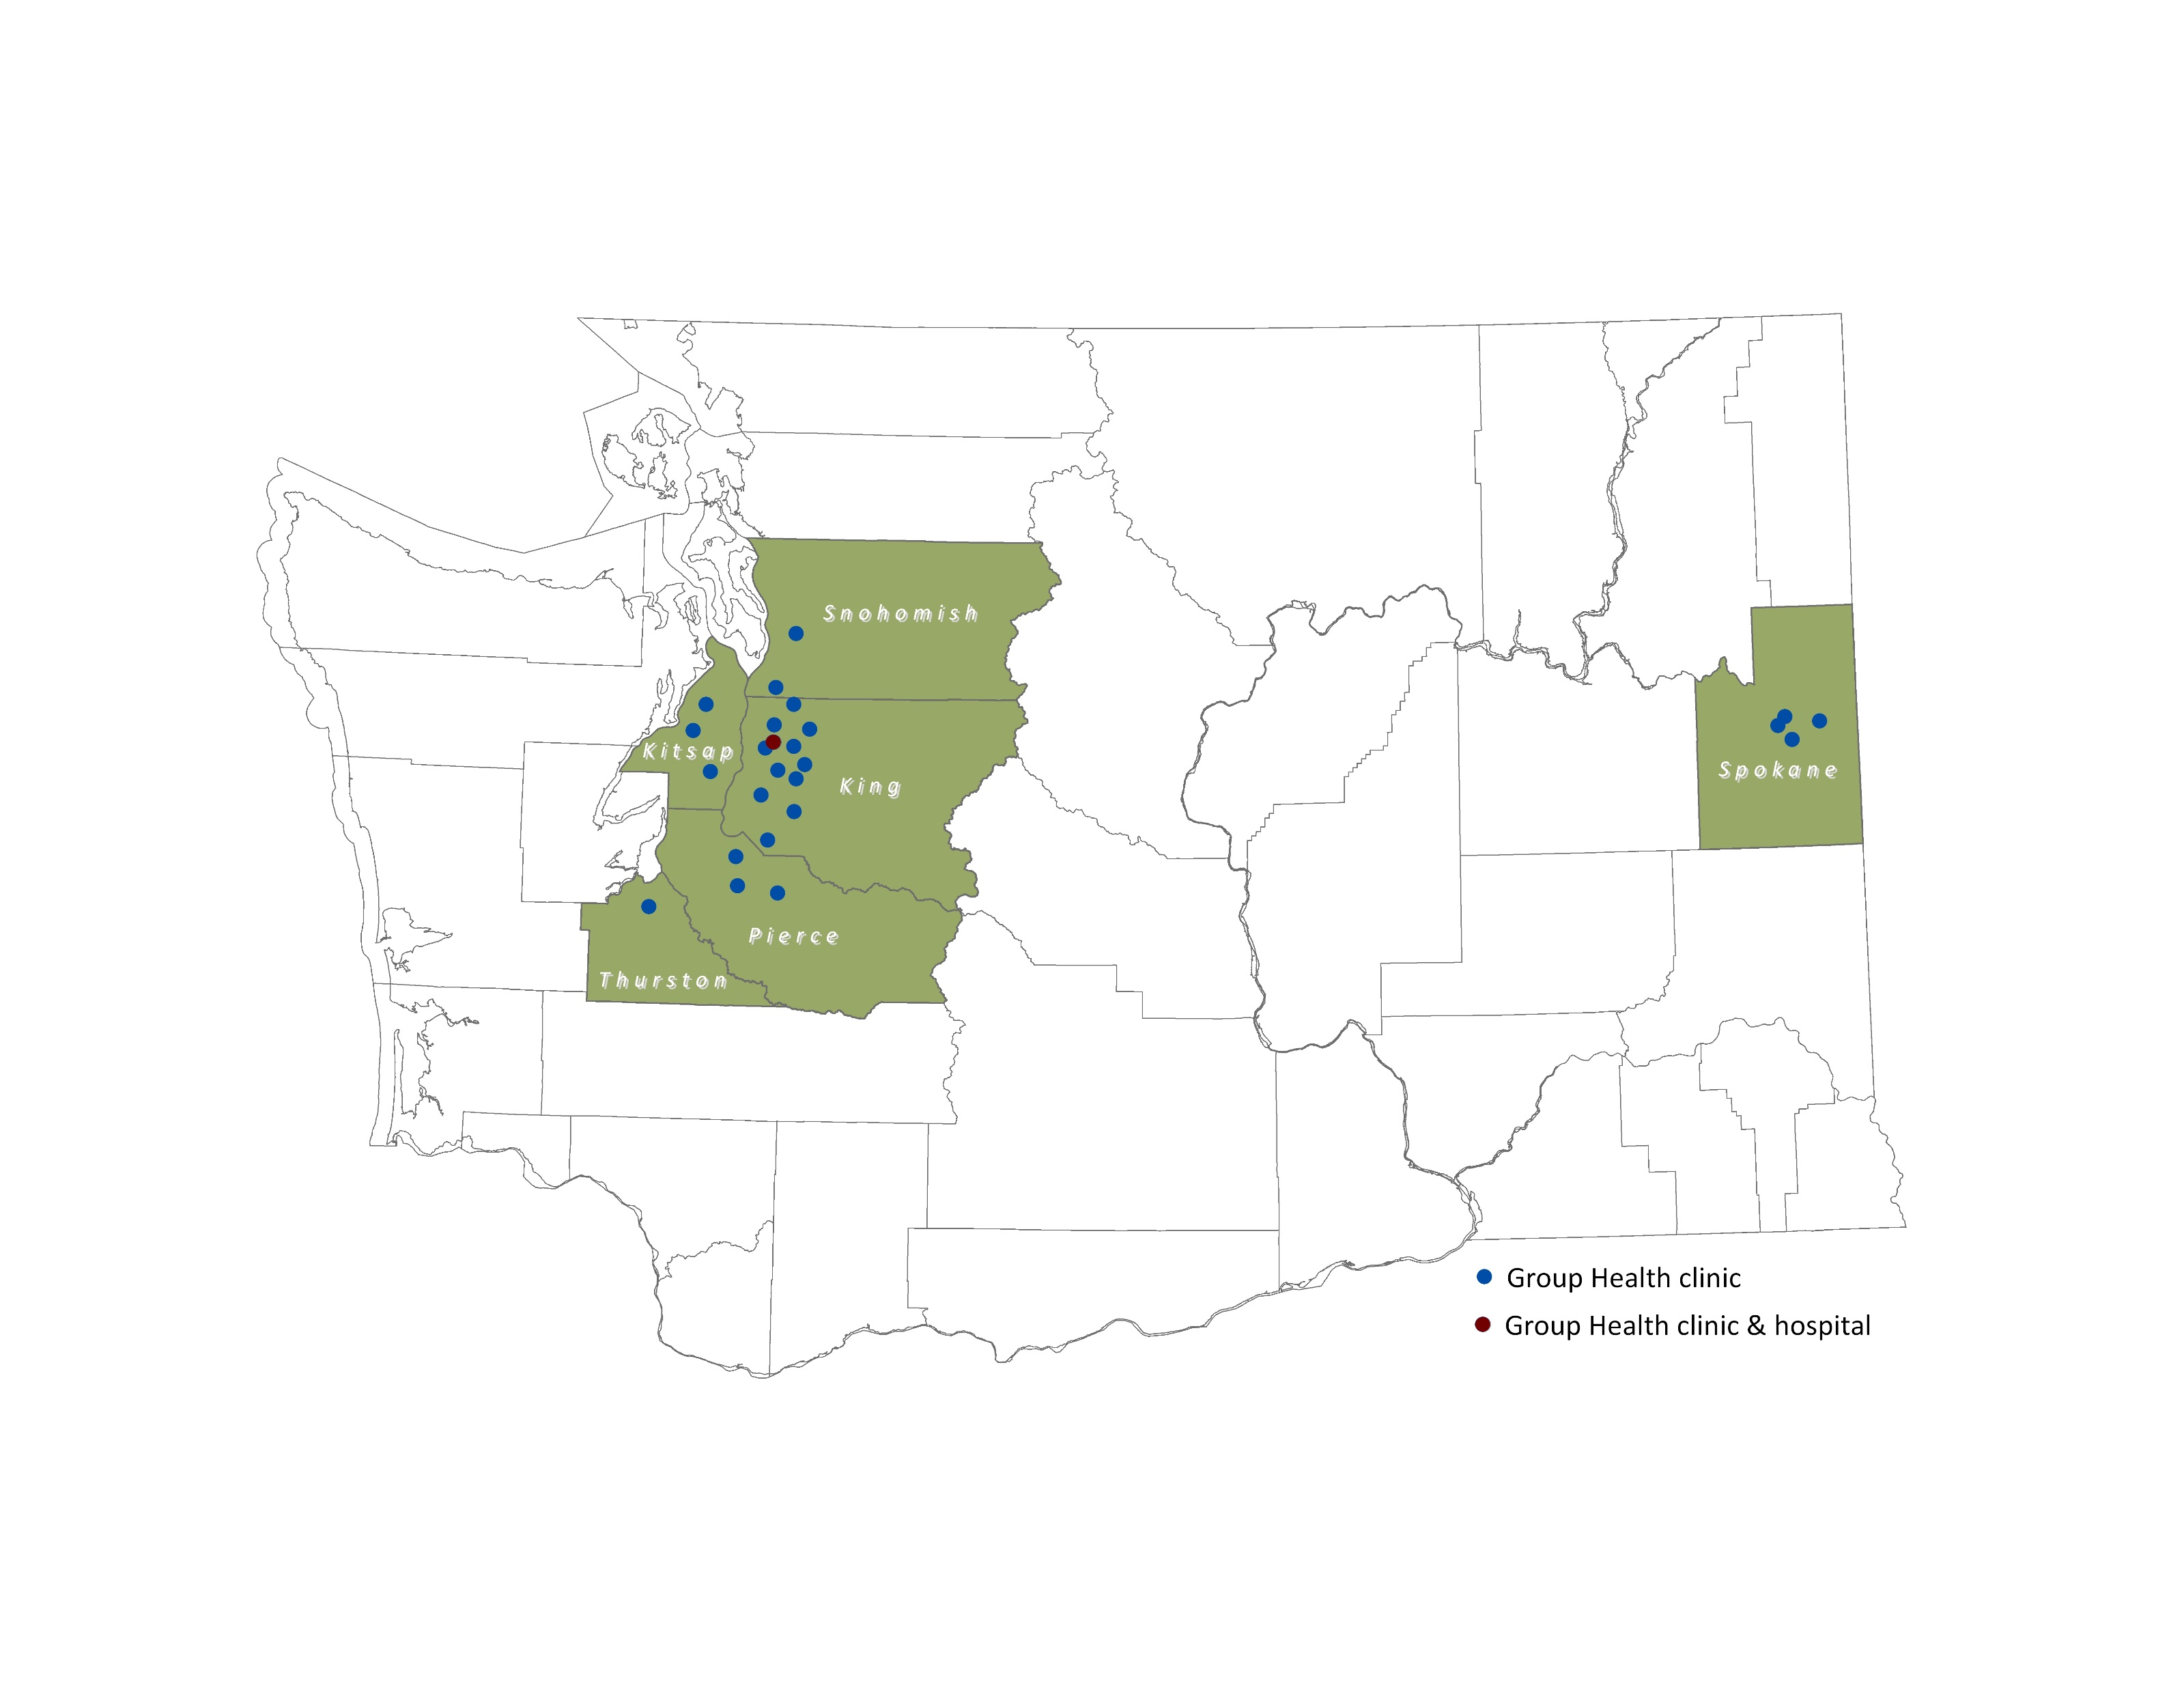 Snohomish
Kitsap
King
Spokane
Pierce
Thurston
Group Health clinic
Group Health clinic & hospital